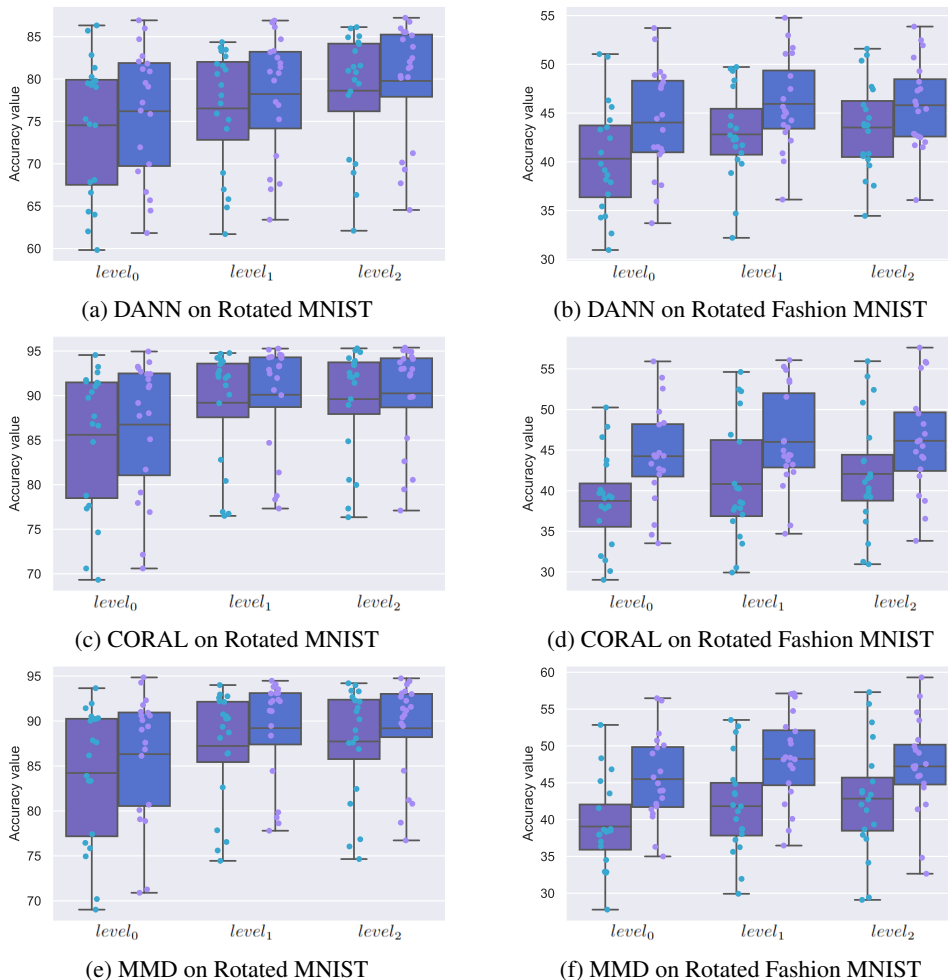 85
80
75
70
65
60
Accuracy value
level0 level1 level2
(a) DANN on Rotated MNIST
55
50
45
40
35
30
Accuracy value
level0 level1 level2
(b) DANN on Rotated Fashion MNIST
95
90
85
80
75
70
Accuracy value
level0 level1 level2
(c) CORAL on Rotated MNIST
55
50
45
40
35
30
Accuracy value
level0 level1 level2
(d) CORAL on Rotated Fashion MNIST
95
90
85
80
75
70
Accuracy value
level0 level1 level2
(e) MMD on Rotated MNIST
60
55
50
45
40
35
30
Accuracy value
level0 level1 level2
(f) MMD on Rotated Fashion MNIST